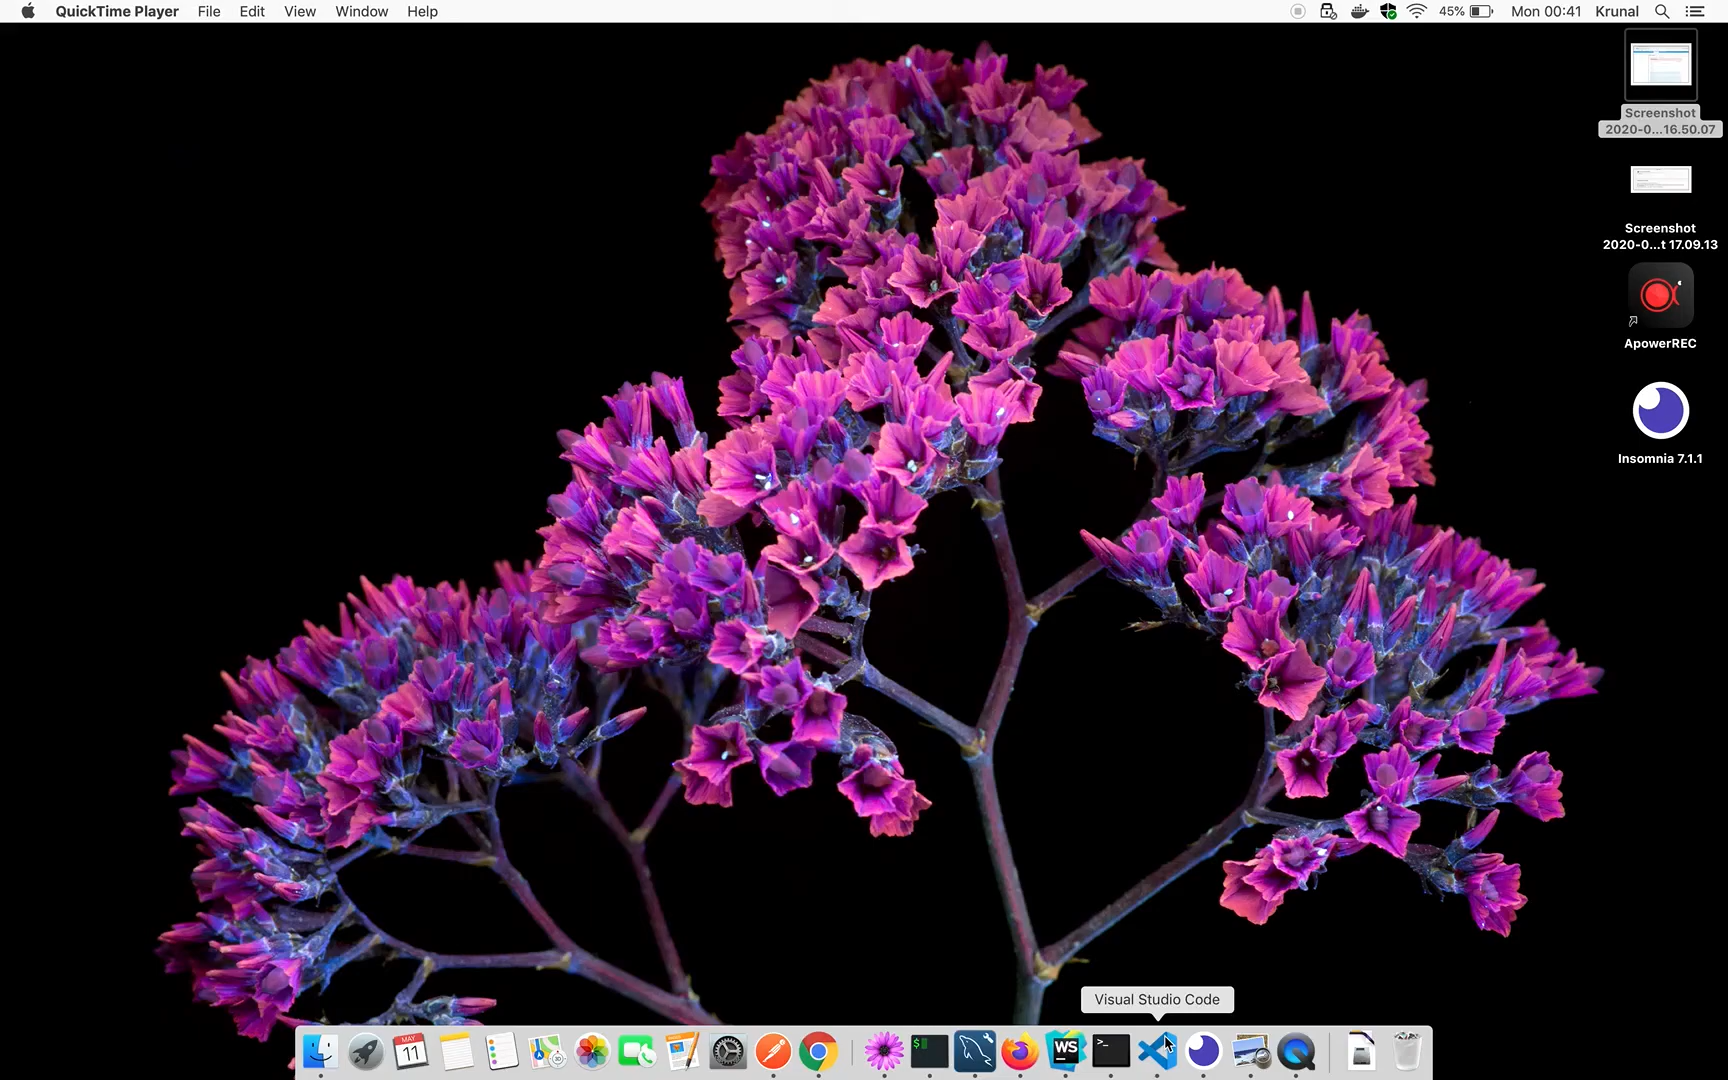 QuickTime Player File Edit View Window Help 45% Mon 00:41 Krunal
Screenshot
2020-0...16.50.07
Screenshot
2020-0...t 17.09.13
ApowerREC
Insomnia 7.1.1
Visual Studio Code
MAY
11
WS